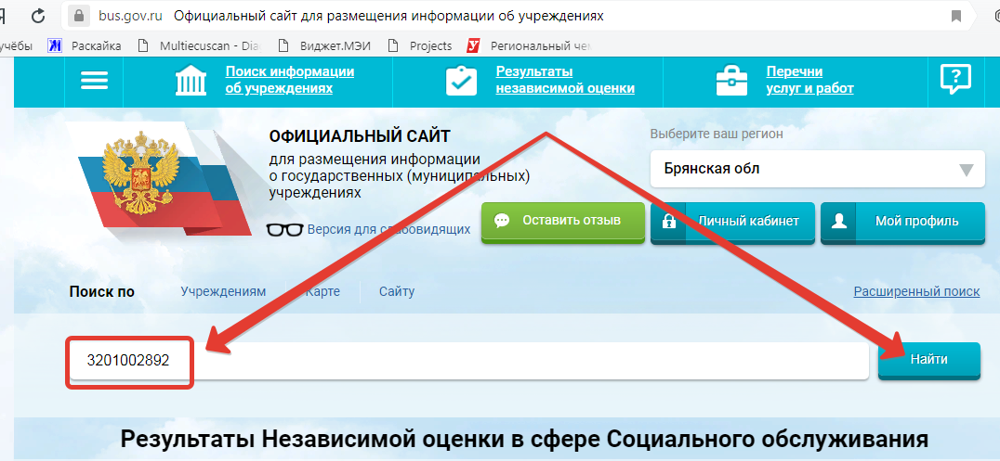 bus.gov.ru Официальный сайт для размещения информации об учреждениях
учёбы Раскайка Multiecuscan - Dia Виджет.МЭИ Projects Региональный чем
Поиск информации
об учреждениях
Результаты
независимой оценки
Перечни
услуг и работ
ОФИЦИАЛЬНЫЙ САЙТ
для размещения информации
о государственных (муниципальных)
учреждениях
Версия для слабовидящих
Выберите ваш регион
Брянская обл
Оставить отзыв
Личный кабинет
Мой профиль
Поиск по Учреждениям Карте Сайту Расширенный поиск
3201002892
Найти
Результаты Независимой оценки в сфере Социального обслуживания